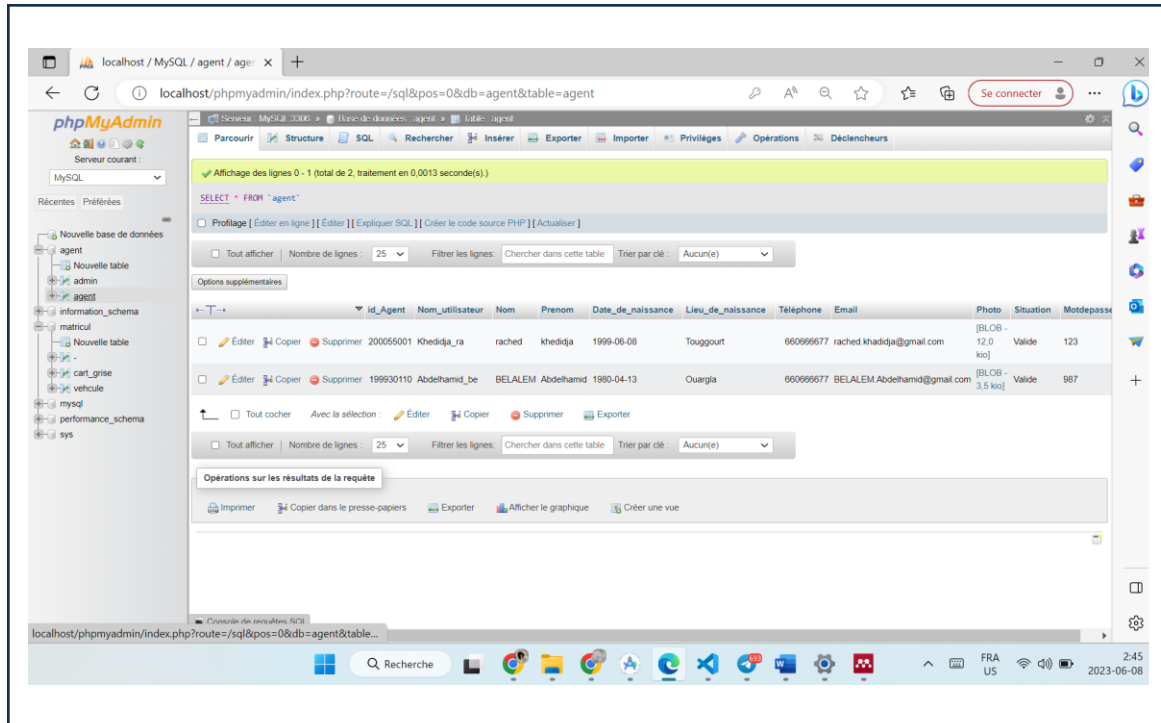 localhost / MySQL / agent / agen
localhost/phpmyadmin/index.php?route=/sql&pos=0&db=agent&table=agent
Se connecter
phpMyAdmin
Serveur courant :
MySQL
Récentes Préférées
Nouvelle base de données
agent
Nouvelle table
admin
agent
information_schema
matricul
Nouvelle table
-
cart_grise
vehcule
mysql
performance_schema
sys
Serveur : MySQL:3306 » Base de données : agent » Table : agent
Parcourir Structure SQL Rechercher Insérer Exporter Importer Privilèges Opérations Déclencheurs
Affichage des lignes 0 - 1 (total de 2, traitement en 0,0013 seconde(s).)
SELECT * FROM `agent`
Profilage [ Éditer en ligne ] [ Éditer ] [ Expliquer SQL ] [ Créer le code source PHP ] [ Actualiser ]
Tout afficher | Nombre de lignes : 25 Filtrer les lignes: Chercher dans cette table Trier par clé : Aucun(e)
Options supplémentaires
←T→ id_Agent Nom_utilisateur Nom Prenom Date_de_naissance Lieu_de_naissance Téléphone Email Photo Situation Motdepasse
Éditer Copier Supprimer 200055001 Khedidja_ra rached khedidja 1999-06-08 Touggourt 660666677 rached.khadidja@gmail.com [BLOB - 12,0 kio] Valide 123
Éditer Copier Supprimer 199930110 Abdelhamid_be BELALEM Abdelhamid 1980-04-13 Ouargla 660666677 BELALEM.Abdelhamid@gmail.com [BLOB - 3,5 kio] Valide 987
Tout cocher Avec la sélection : Éditer Copier Supprimer Exporter
Tout afficher | Nombre de lignes : 25 Filtrer les lignes: Chercher dans cette table Trier par clé : Aucun(e)
Opérations sur les résultats de la requête
Imprimer Copier dans le presse-papiers Exporter Afficher le graphique Créer une vue
Console de requêtes SQL
localhost/phpmyadmin/index.php?route=/sql&pos=0&db=agent&table...
Recherche
FRA
US
2:45
2023-06-08